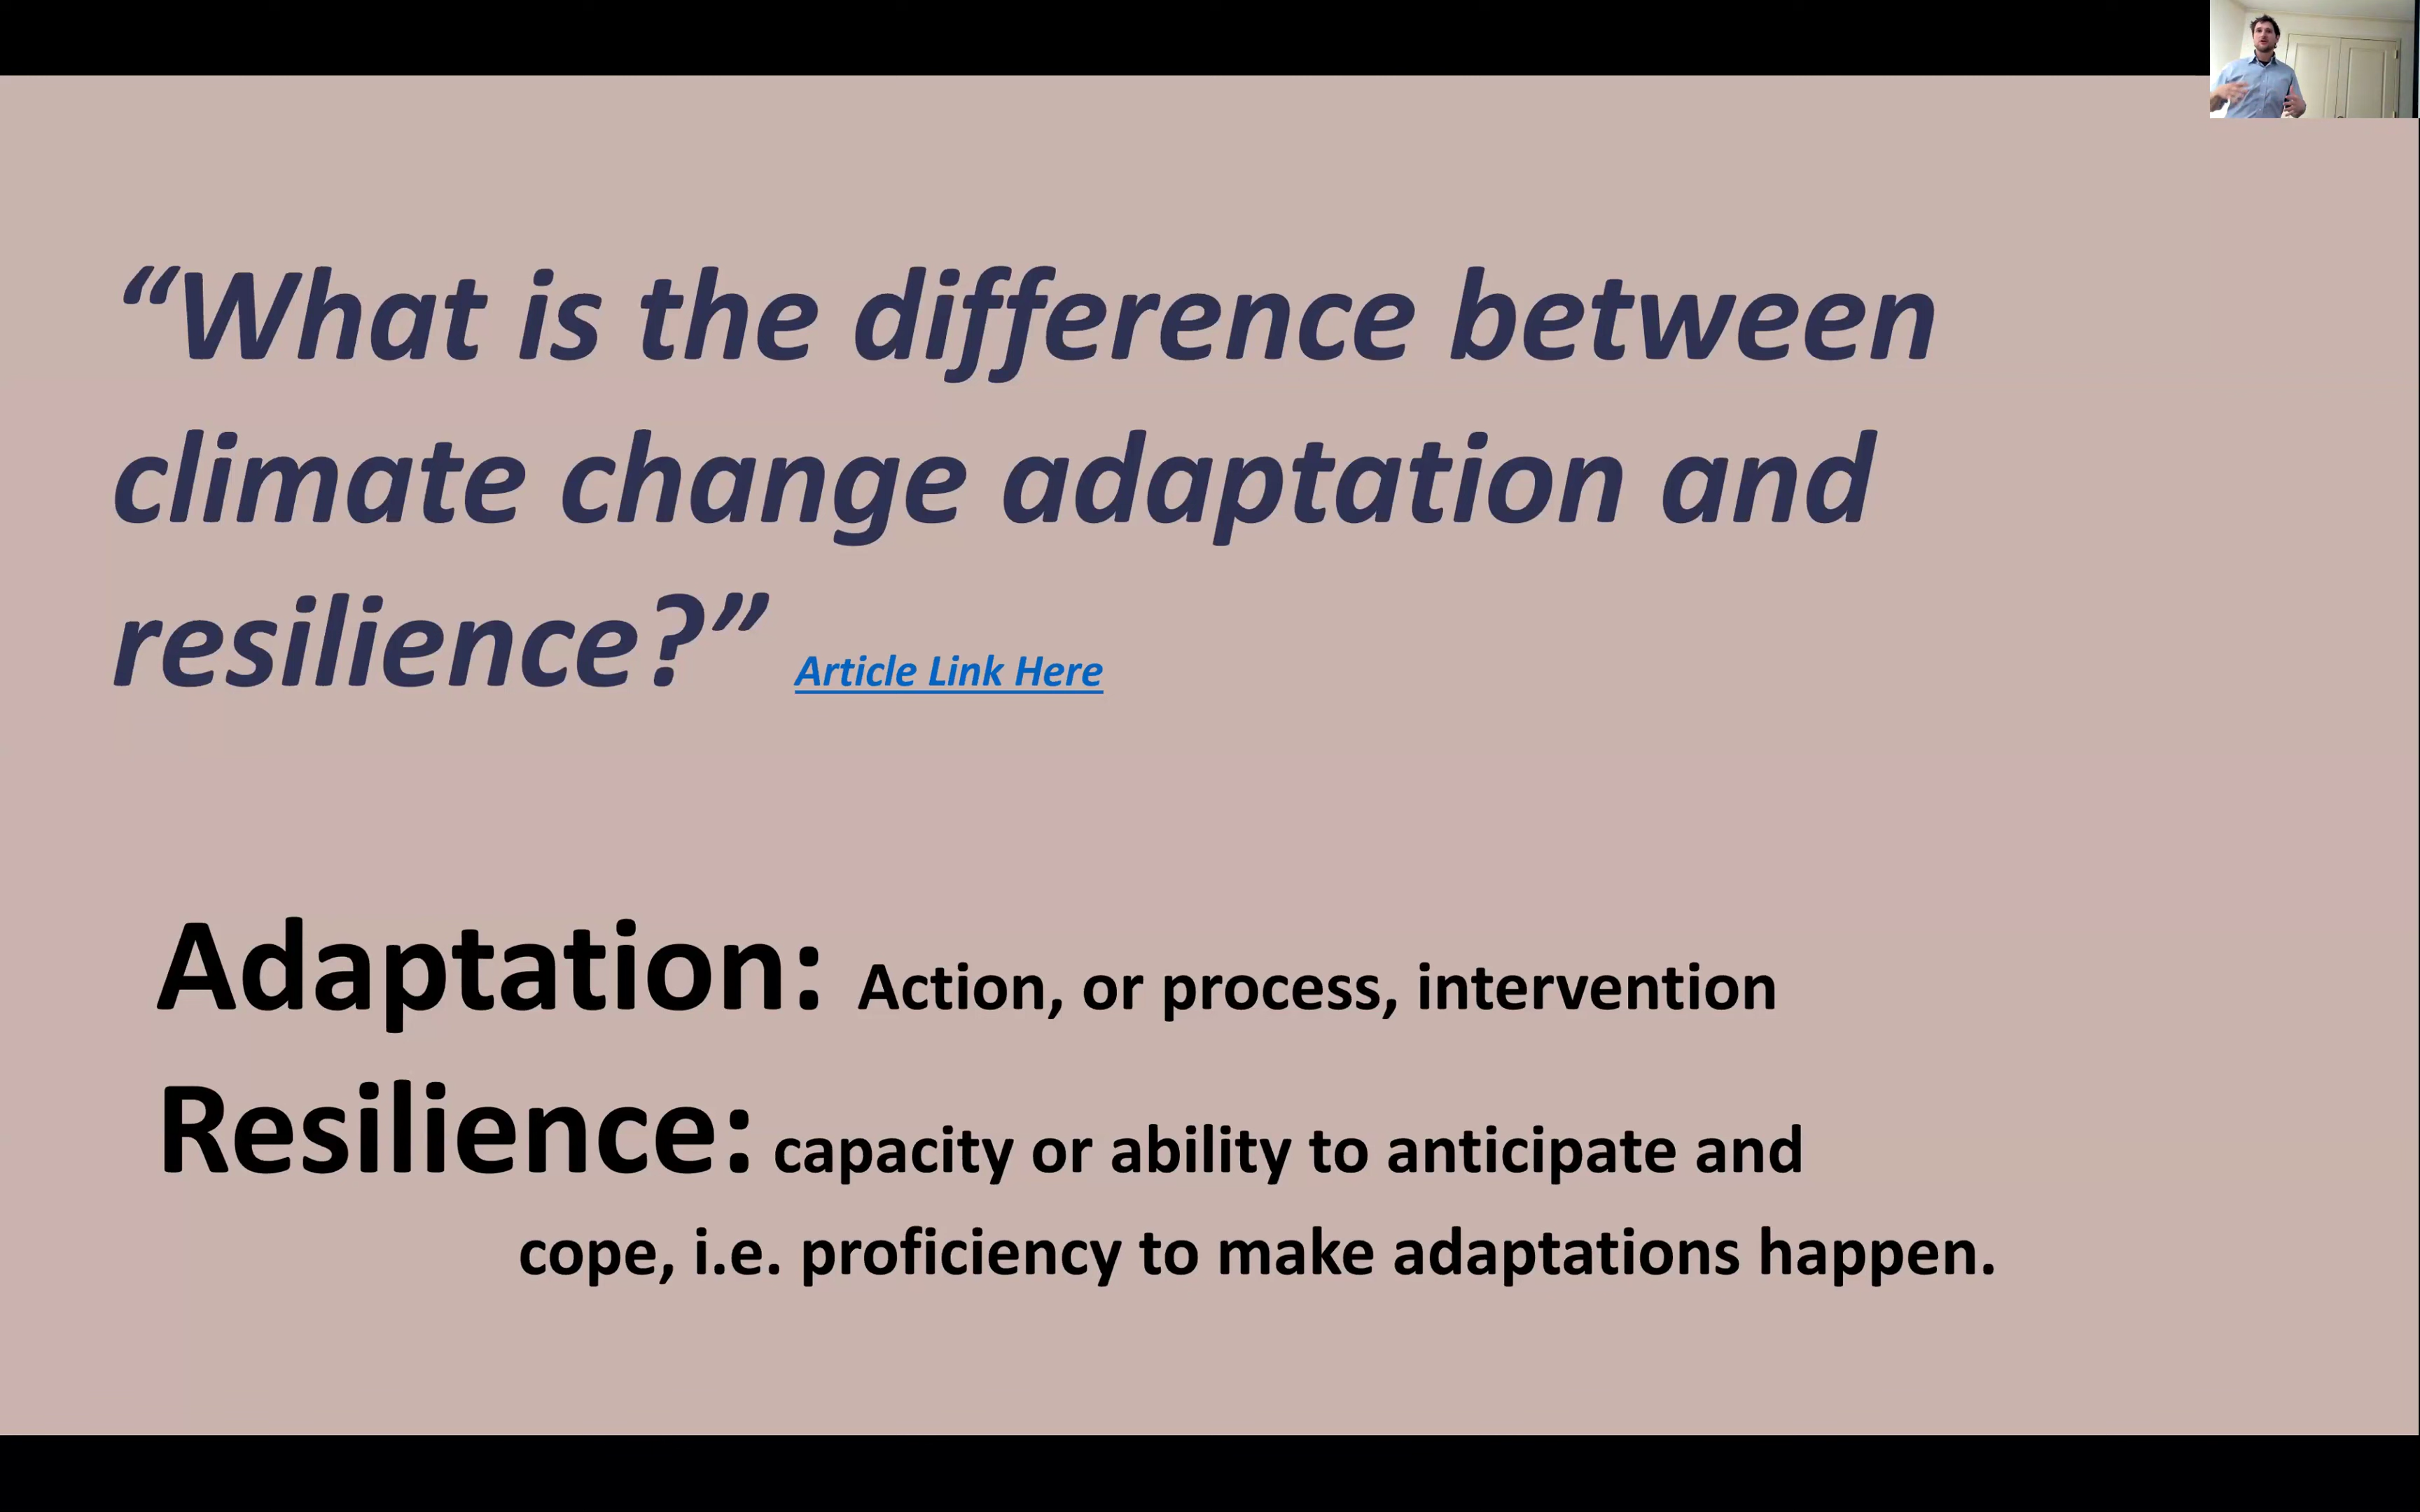 “What is the difference between
climate change adaptation and
resilience?” Article Link Here
Adaptation: Action, or process, intervention
Resilience: capacity or ability to anticipate and
cope, i.e. proficiency to make adaptations happen.